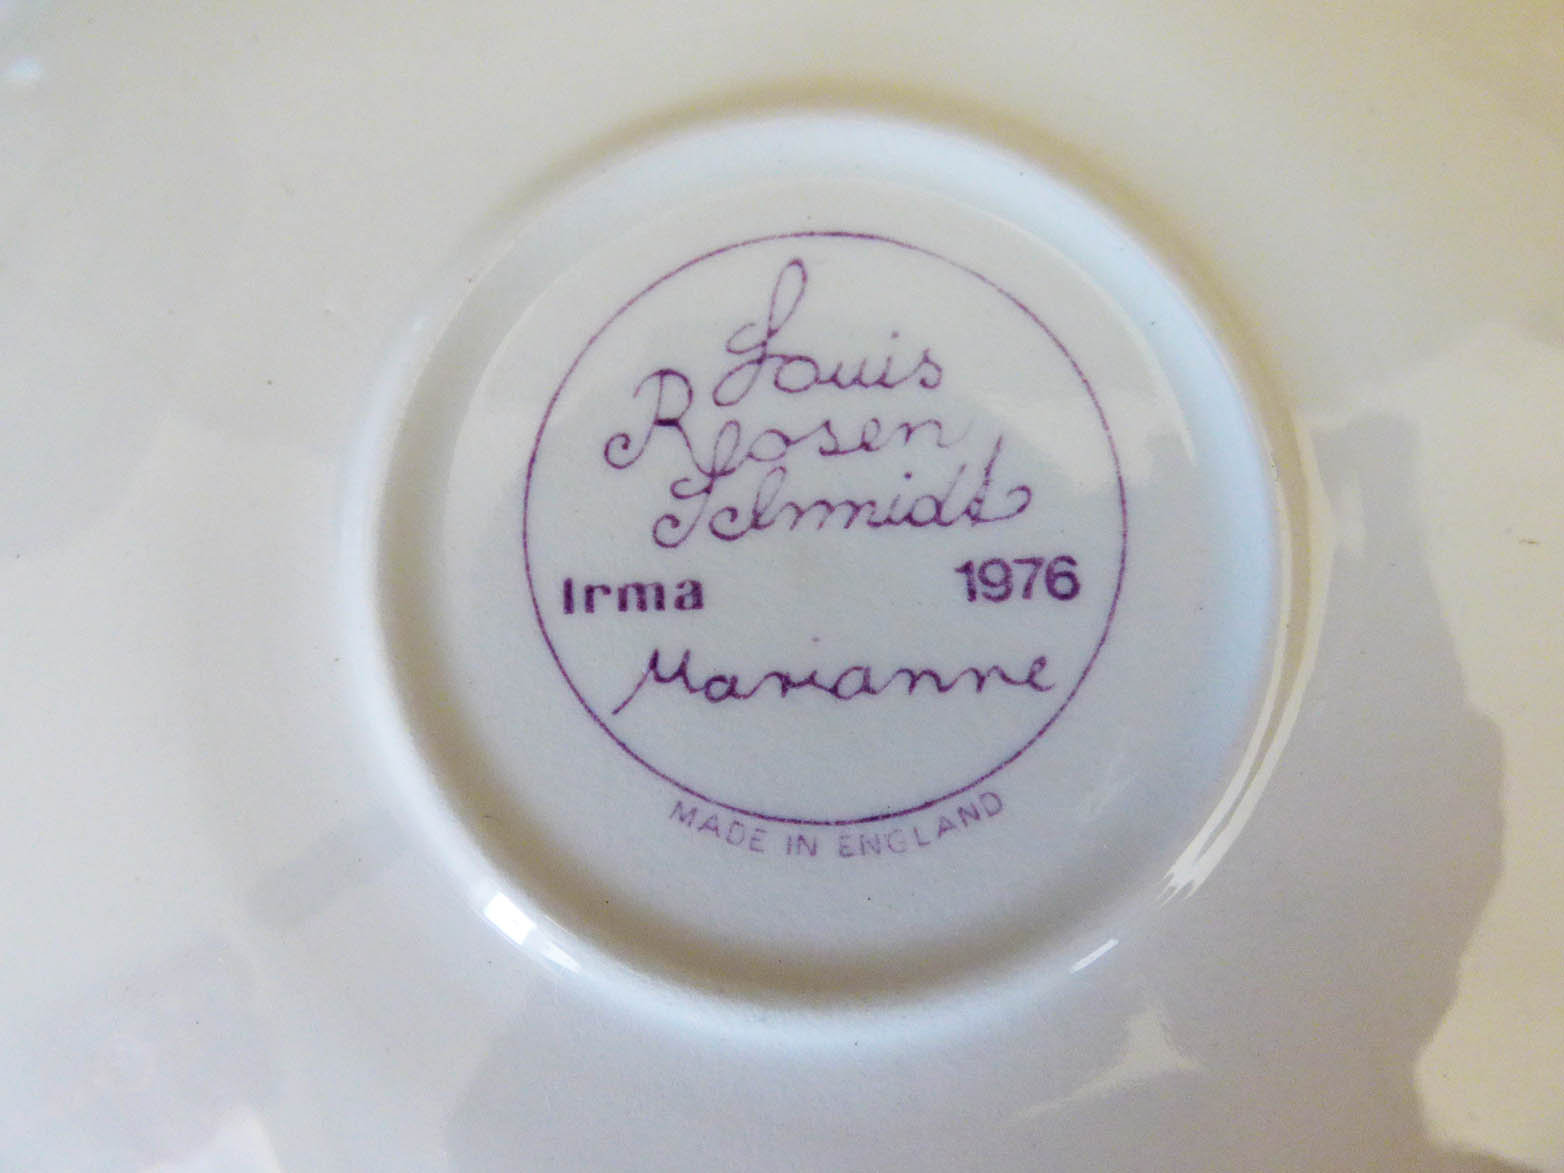 Louis
Rosen
Schmidt
Irma 1976
Marianne
MADE IN ENGLAND